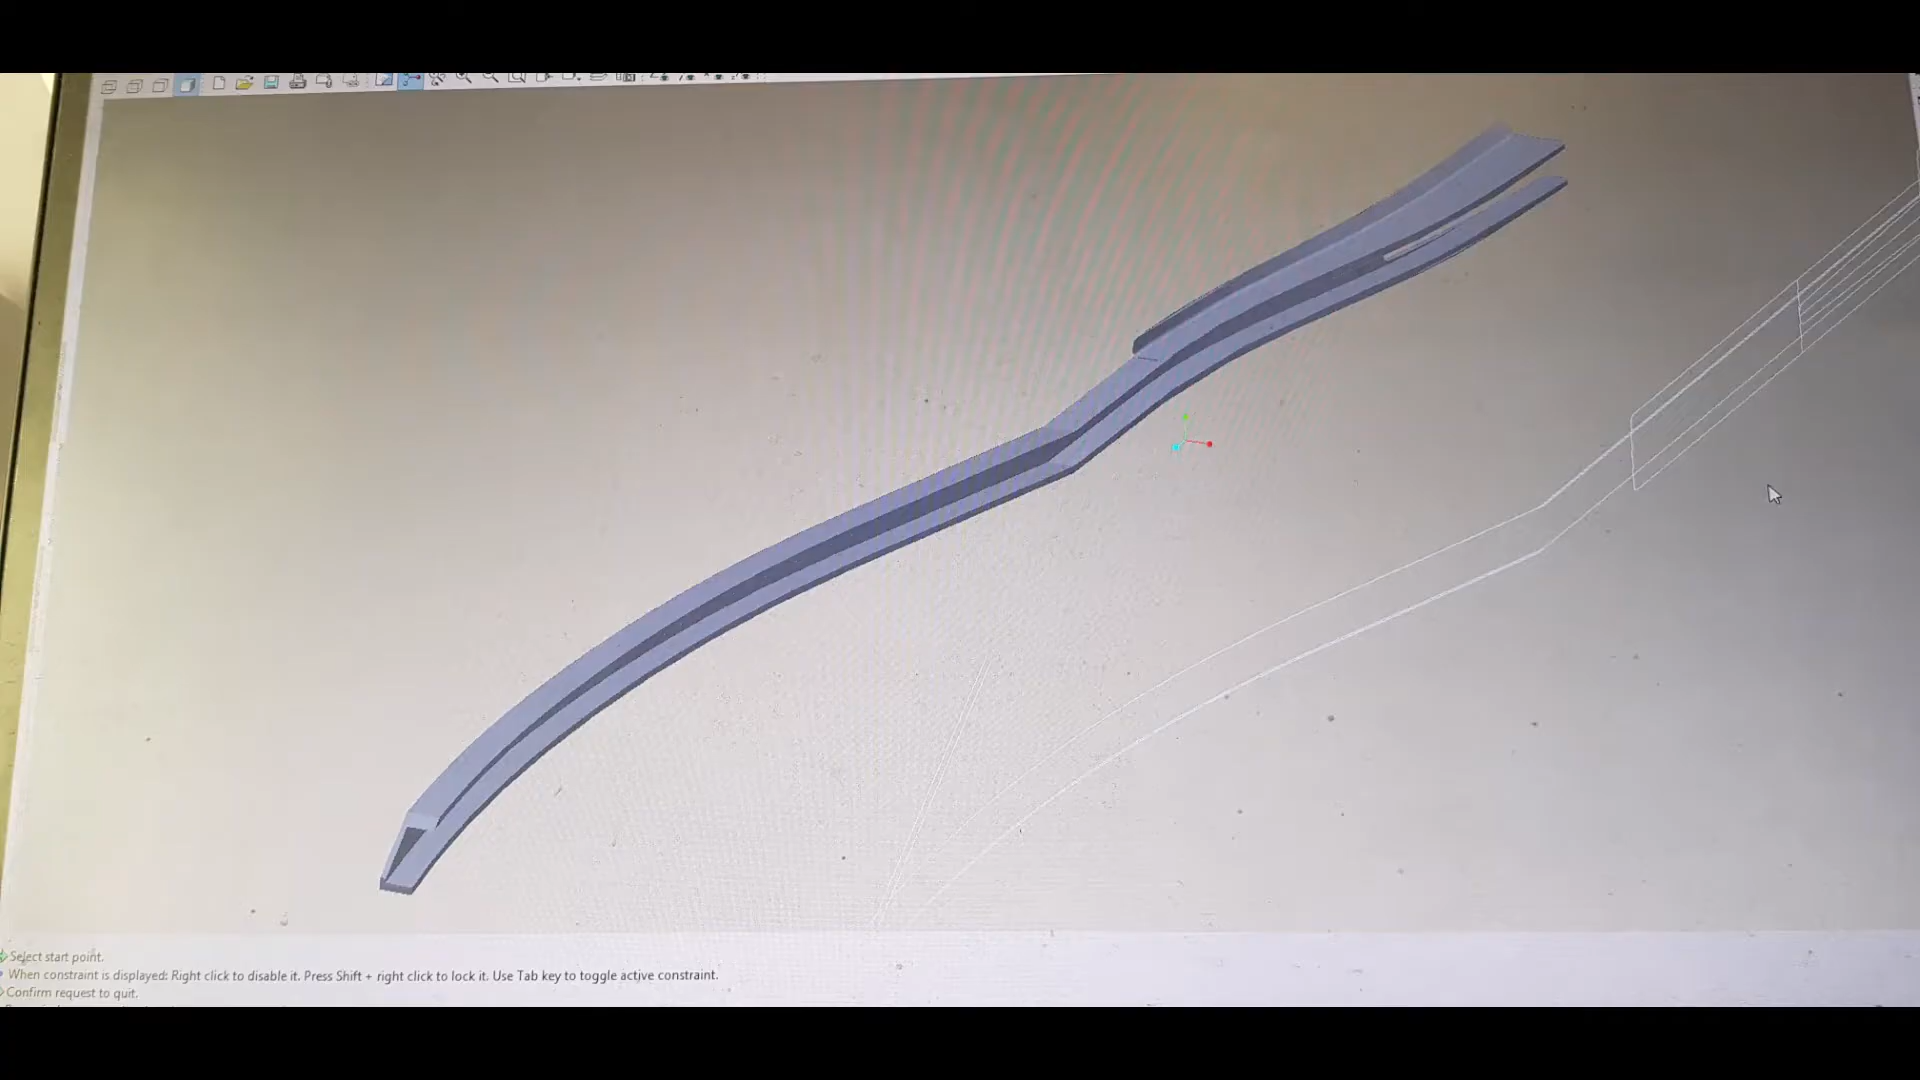 Select start point.
When constraint is displayed: Right click to disable it. Press Shift + right click to lock it. Use Tab key to toggle active constraint.
Confirm request to quit.